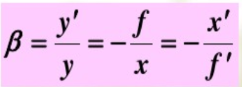 β = y′/y = −f/x = −x′/f′